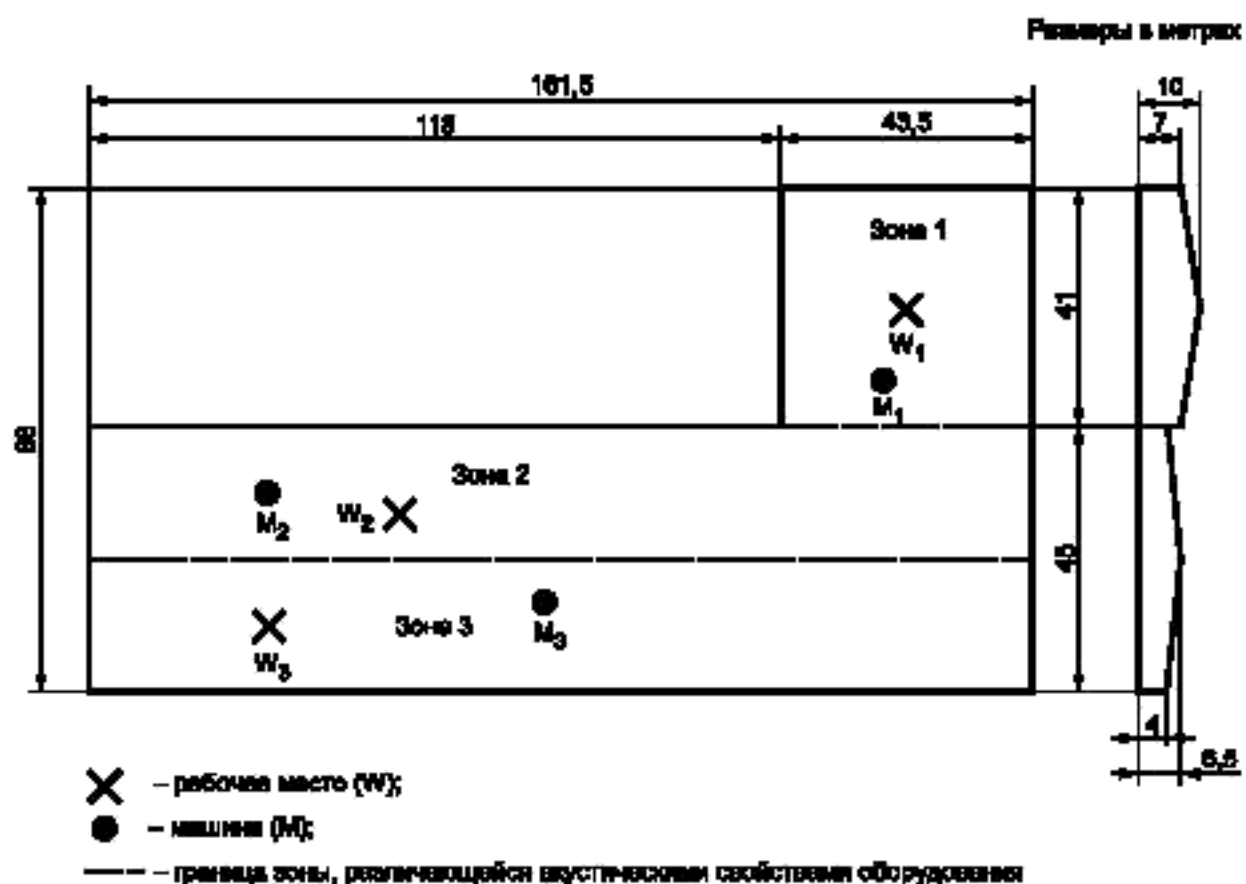 Размеры в метрах
161,5
10
118
43,5
7
Зона 1
41
W1
M1
86
Зона 2
M2
W2
45
Зона 3
M3
W3
4
6,5
– рабочее место (W);
– машина (M);
– граница зоны, различающейся акустическими свойствами оборудования